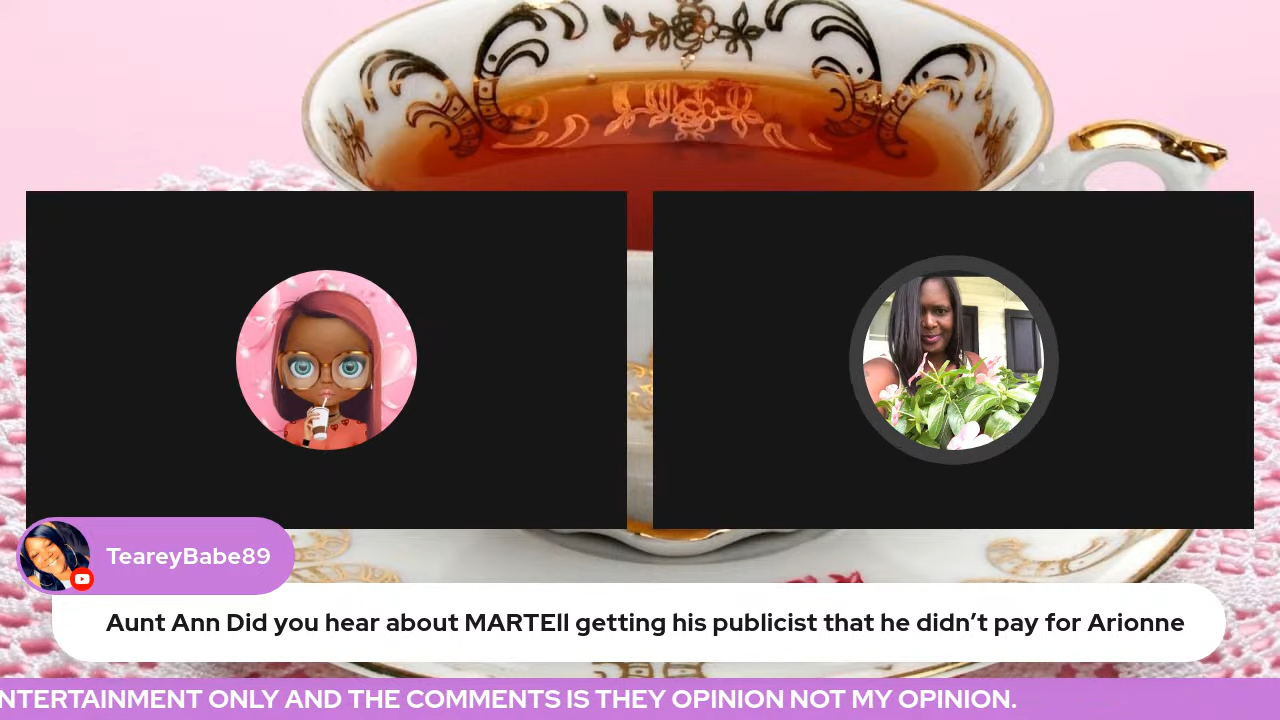 TeareyBabe89
Aunt Ann Did you hear about MARTEll getting his publicist that he didn’t pay for Arionne
NTERTAINMENT ONLY AND THE COMMENTS IS THEY OPINION NOT MY OPINION.